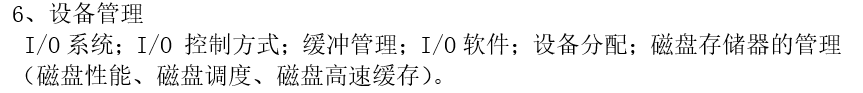 6、设备管理
I/O 系统；I/O 控制方式；缓冲管理；I/O 软件；设备分配；磁盘存储器的管理
（磁盘性能、磁盘调度、磁盘高速缓存）。